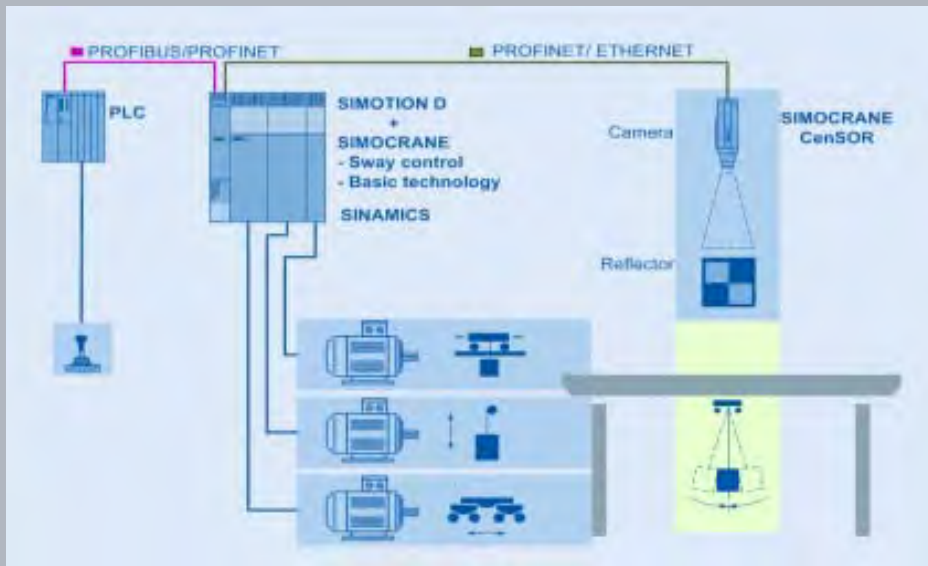 PROFIBUS/PROFINET
PROFINET/ ETHERNET
PLC
SIMOTION D
+
SIMOCRANE
- Sway control
- Basic technology
SINAMICS
Camera
SIMOCRANE
CenSOR
Reflector